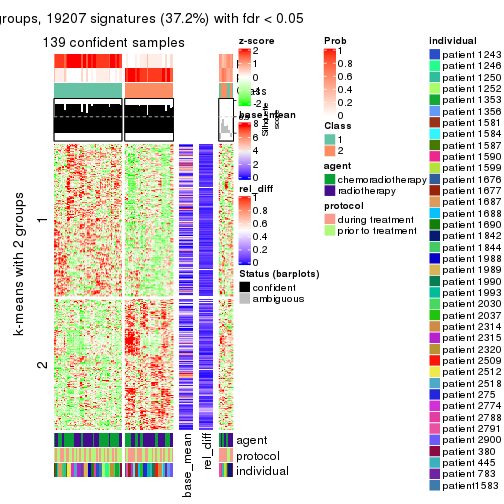 groups, 19207 signatures (37.2%) with fdr < 0.05
139 confident samples
k-means with 2 groups
1
2
z-score
2
1
0
-1
-2
base_mean
8
6
4
2
0
rel_diff
1
0.8
0.6
0.4
0.2
0
Status (barplots)
confident
ambiguous
Silhouette
score
Prob
1
0.8
0.6
0.4
0.2
0
Class
1
2
agent
chemoradiotherapy
radiotherapy
protocol
during treatment
prior to treatment
individual
patient 1243
patient 1246
patient 1250
patient 1252
patient 1353
patient 1356
patient 1581
patient 1584
patient 1587
patient 1590
patient 1599
patient 1676
patient 1677
patient 1687
patient 1688
patient 1690
patient 1842
patient 1844
patient 1988
patient 1989
patient 1990
patient 1993
patient 2030
patient 2037
patient 2314
patient 2315
patient 2320
patient 2509
patient 2512
patient 2518
patient 275
patient 2774
patient 2788
patient 2791
patient 2900
patient 380
patient 445
patient 783
patient1583
agent
protocol
individual
base_mean
rel_diff